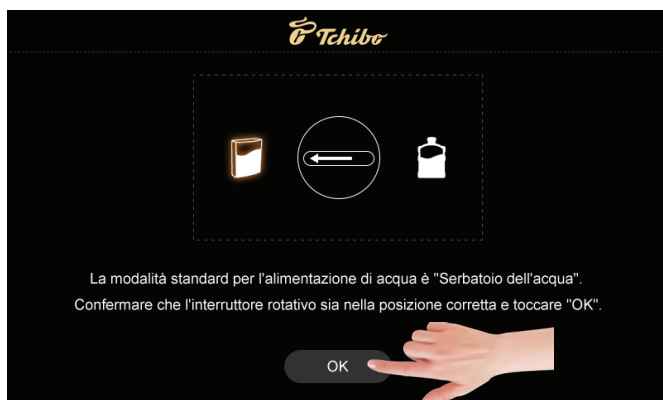 Tchibo
La modalità standard per l'alimentazione di acqua è "Serbatoio dell'acqua".
Confermare che l'interruttore rotativo sia nella posizione corretta e toccare "OK".
OK